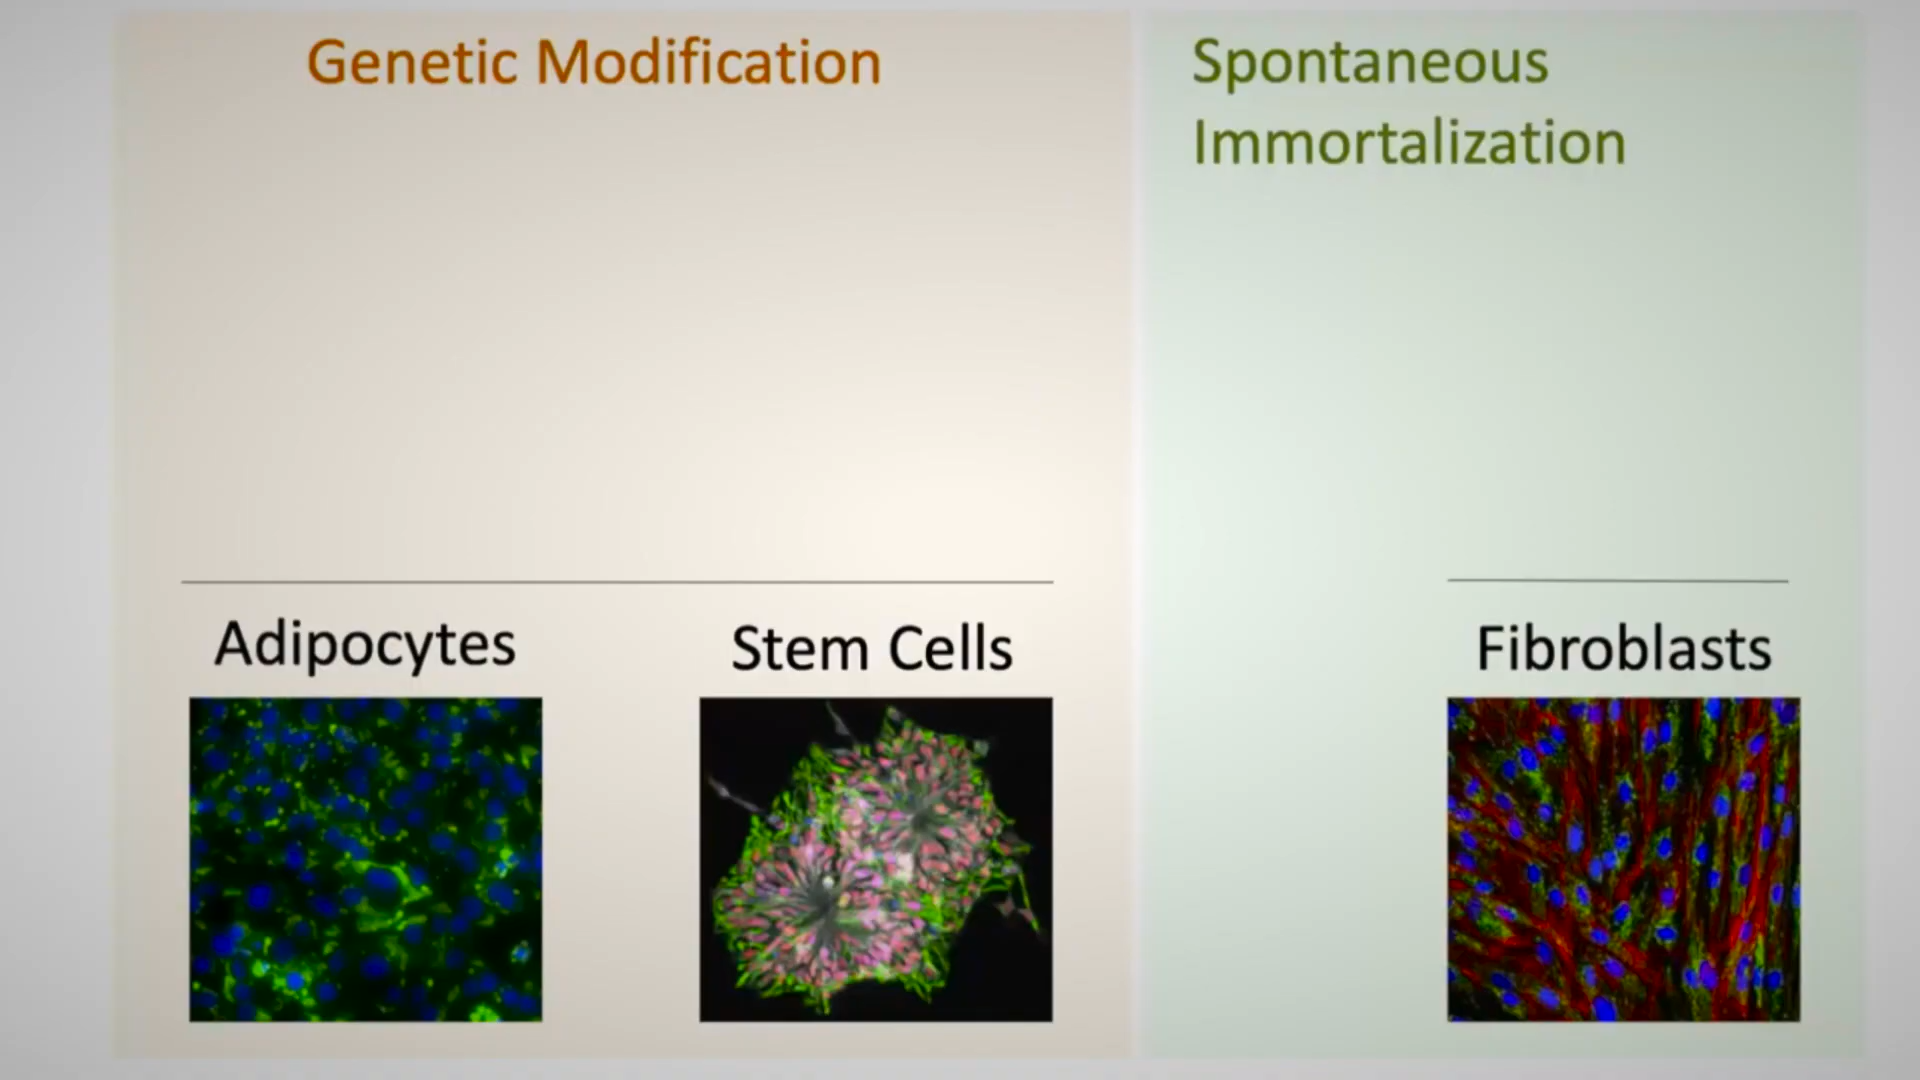 Genetic Modification
Spontaneous
Immortalization
Adipocytes
Stem Cells
Fibroblasts